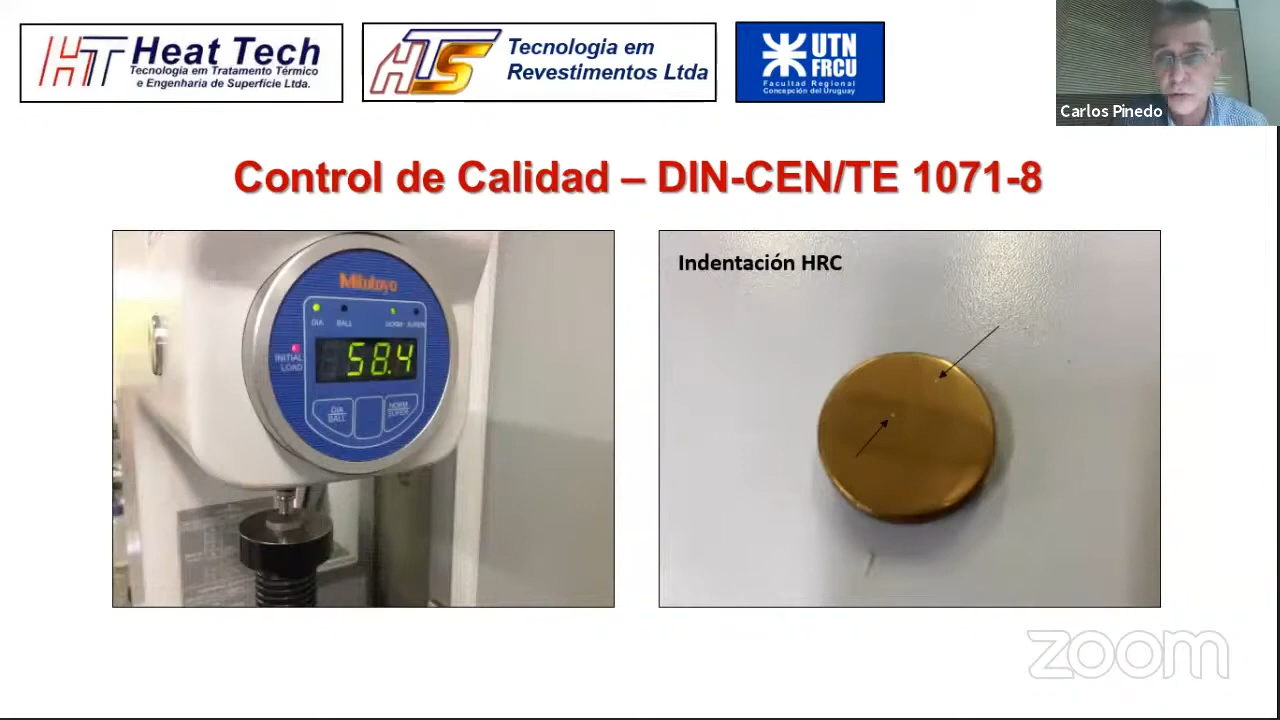 HT Heat Tech
Tecnologia em Tratamento Térmico
e Engenharia de Superfície Ltda.
HTS
Tecnologia em
Revestimentos Ltda
UTN
FRCU
Facultad Regional
Concepción del Uruguay
Carlos Pinedo
Control de Calidad – DIN-CEN/TE 1071-8
Mitutoyo
DIA BALL NORM SUPER
INITIAL
LOAD
58.4
DIA
BALL
NORM
SUPER
Indentación HRC
zoom